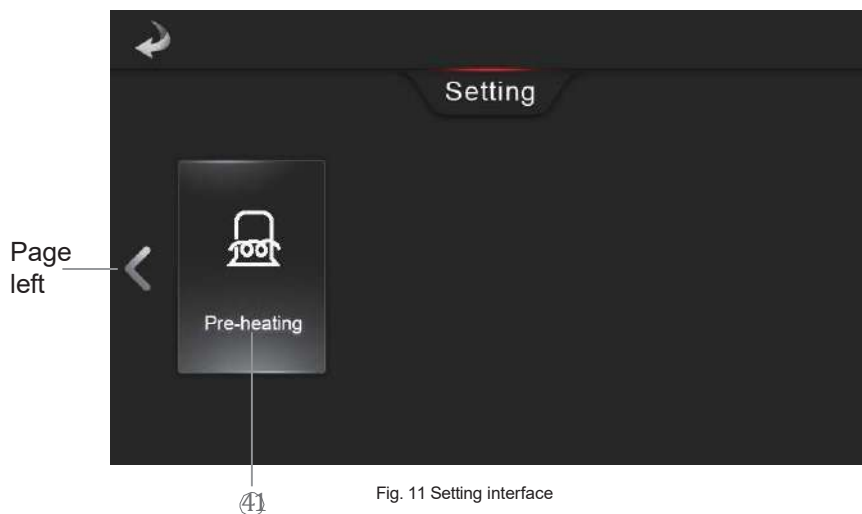 Setting
Page
left
Pre-heating
41
Fig. 11 Setting interface